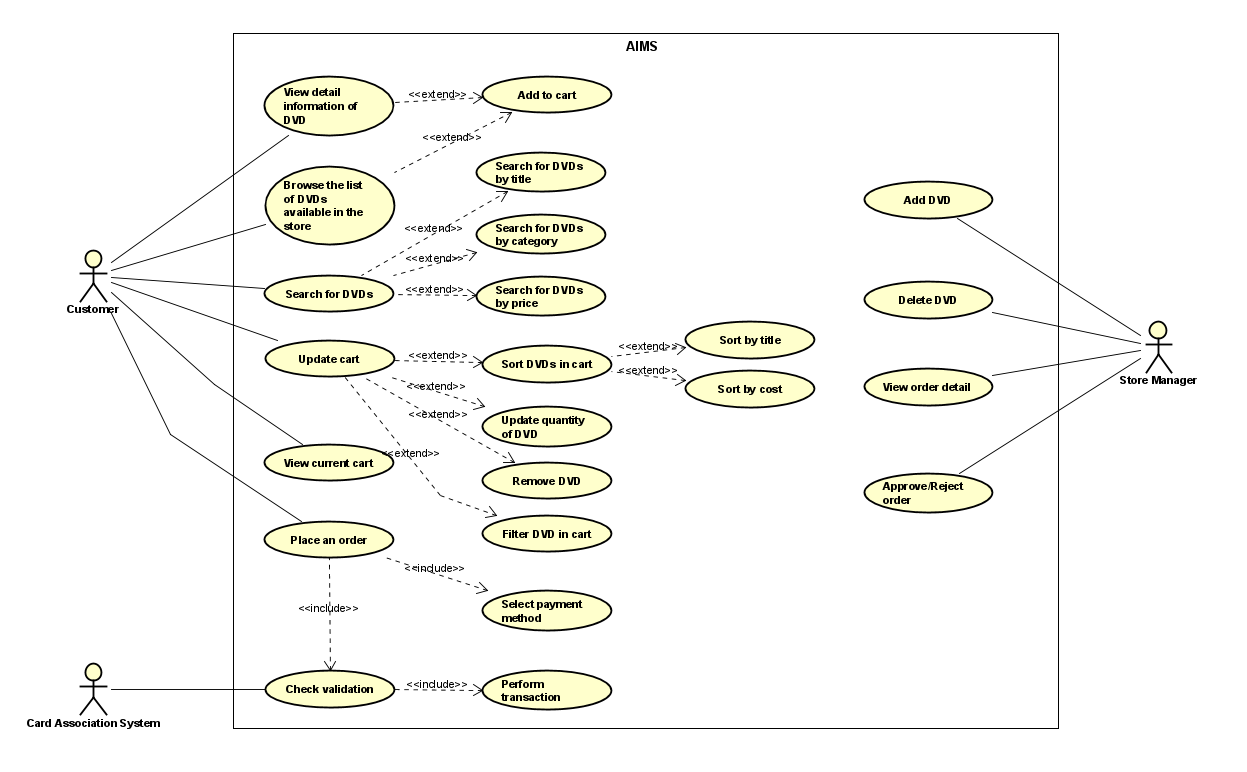 AIMS
View detail
information of
DVD
<<extend>>
Add to cart
<<extend>>
Browse the list
of DVDs
available in the
store
Search for DVDs
by title
<<extend>>
Search for DVDs
by category
<<extend>>
Search for DVDs
<<extend>>
Search for DVDs
by price
Customer
Update cart
<<extend>>
Sort DVDs in cart
<<extend>>
Sort by title
<<extend>>
Sort by cost
<<extend>>
Update quantity
of DVD
<<extend>>
View current cart
<<extend>>
Remove DVD
Filter DVD in cart
Place an order
<<include>>
Select payment
method
<<include>>
Check validation
<<include>>
Perform
transaction
Card Association System
Add DVD
Delete DVD
View order detail
Approve/Reject
order
Store Manager